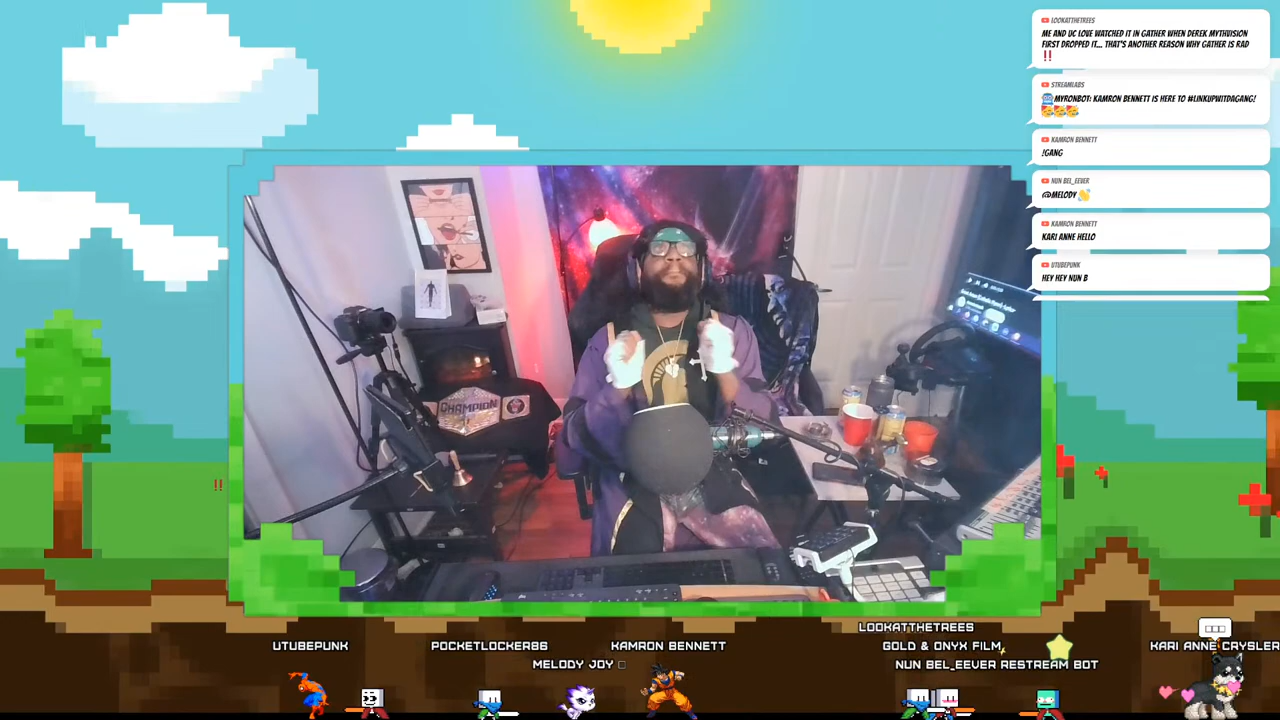 LOOKATTHETREES
ME AND UC LOVE WATCHED IT IN GATHER WHEN DEREK MYTHVISION
FIRST DROPPED IT... THAT'S ANOTHER REASON WHY GATHER IS RAD
‼️
STREAMLABS
🤖MYRONBOT: KAMRON BENNETT IS HERE TO #LINKUPWITDAGANG!
🥳🥳🥳
KAMRON BENNETT
!GANG
NUN BEL_EEVER
@MELODY 👋
KAMRON BENNETT
KARI ANNE HELLO
UTUBEPUNK
HEY HEY NUN B
‼
CHAMPION
LOOKATTHETREES
UTUBEPUNK POCKETLOCKER86 KAMRON BENNETT GOLD & ONYX FILM KARI ANNE CRYSLER
MELODY JOY NUN BEL_EEVER RESTREAM BOT